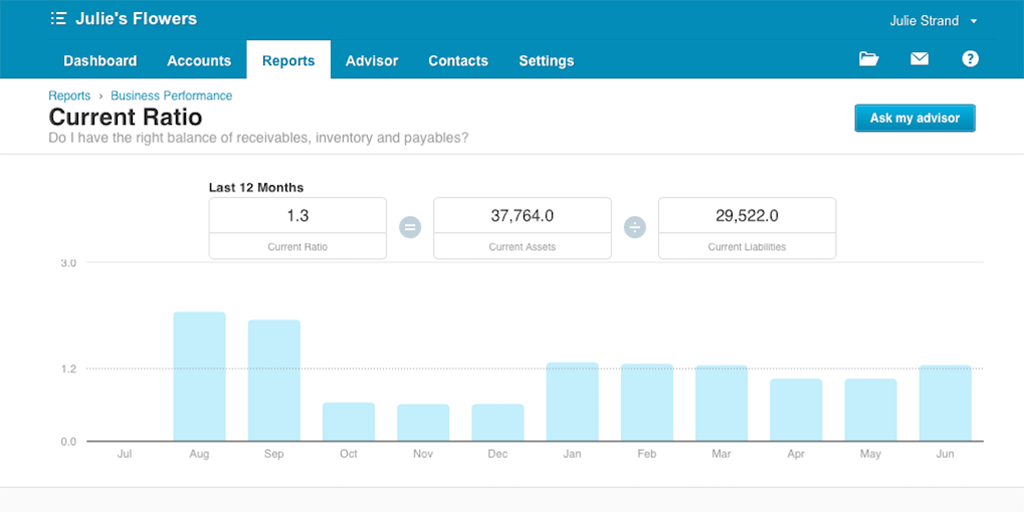 Julie's Flowers
Julie Strand
Dashboard Accounts Reports Advisor Contacts Settings
?
Reports › Business Performance
Current Ratio
Do I have the right balance of receivables, inventory and payables?
Ask my advisor
Last 12 Months
1.3 = 37,764.0 ÷ 29,522.0
Current Ratio Current Assets Current Liabilities
3.0
1.2
0.0
Jul Aug Sep Oct Nov Dec Jan Feb Mar Apr May Jun